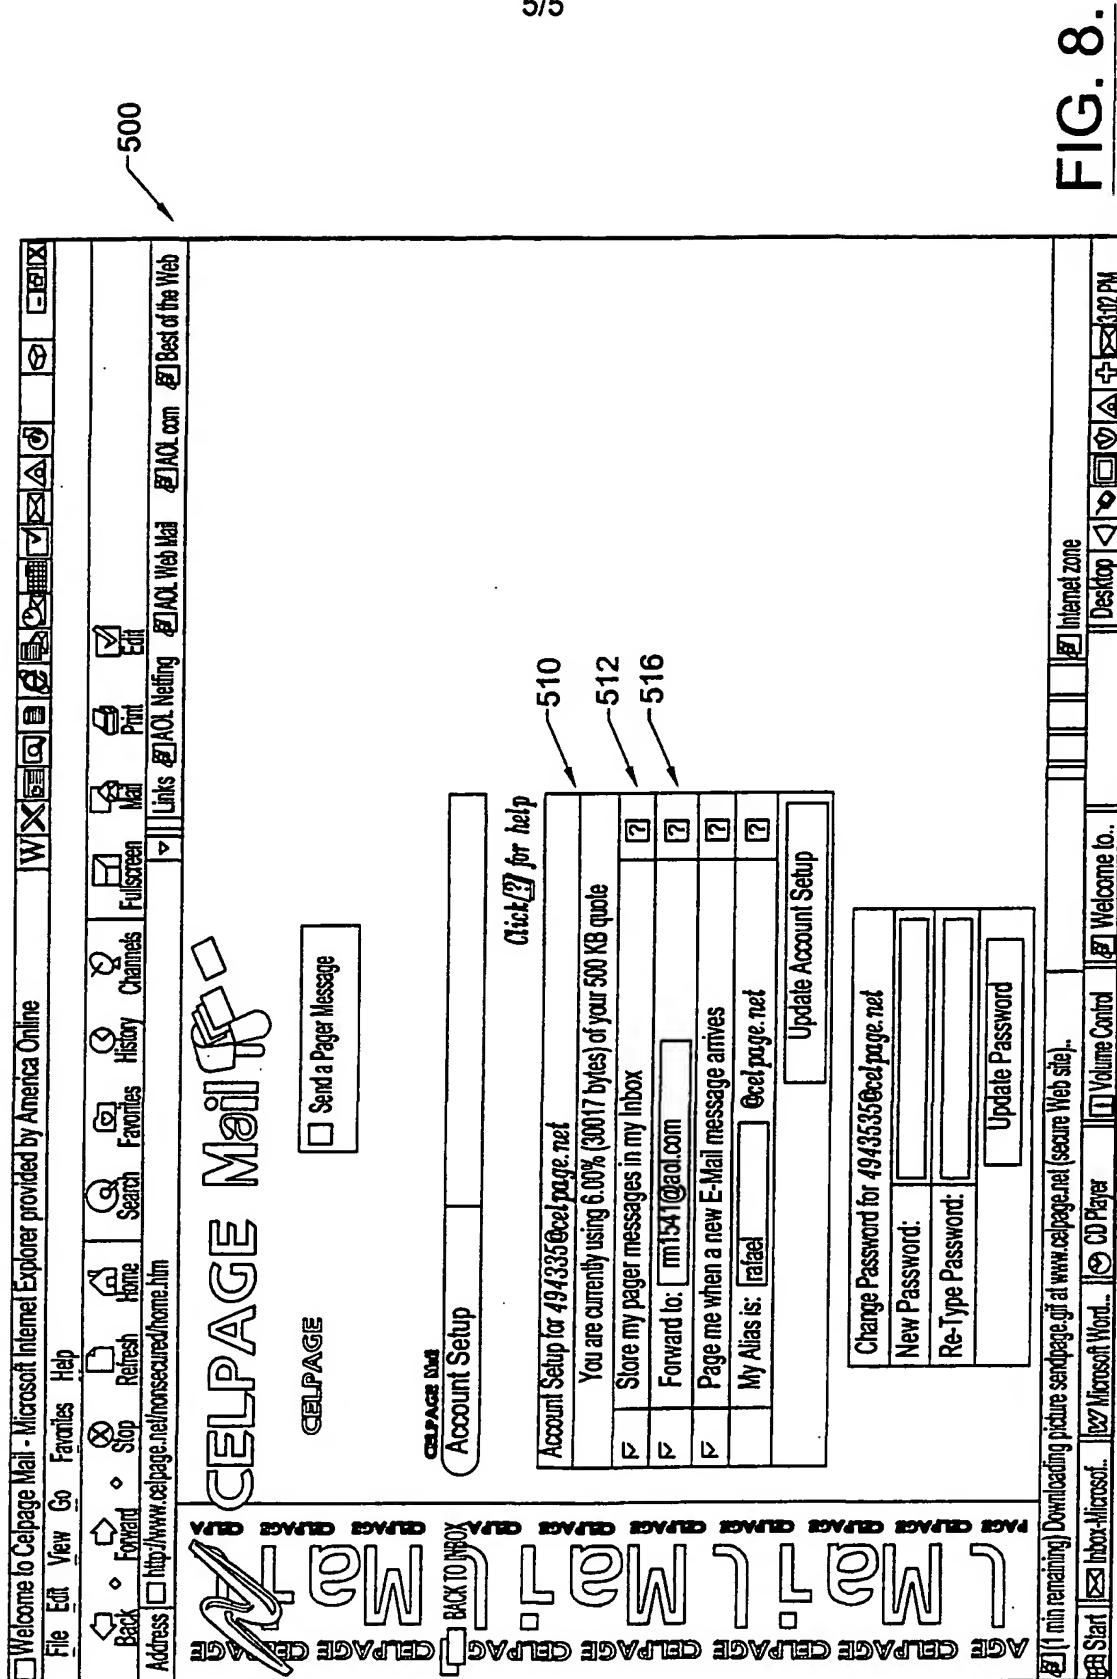 5/5
Welcome to Celpage Mail - Microsoft Internet Explorer provided by America Online
File Edit View Go Favorites Help
Back Forward Stop Refresh Home Search Favorites History Channels Fullscreen Mail Print Edit
Address http://www.celpage.net/nonsecured/home.htm Links AOL Netfing AOL Web Mail AOL com Best of the Web
500
CELPAGE Mail
CELPAGE
Send a Pager Message
CELPAGE Mail
Account Setup
BACK TO INBOX
Click [?] for help
Account Setup for 494335@celpage.net
510
You are currently using 6.00% (30017 bytes) of your 500 KB quote
Store my pager messages in my Inbox ?
512
Forward to: rm1541@aol.com ?
516
Page me when a new E-Mail message arrives ?
My Alias is: rafael @celpage.net ?
Update Account Setup
Change Password for 4943535@celpage.net
New Password:
Re-Type Password:
Update Password
(1 min remaining) Downloading picture sendpage.gif at www.celpage.net (secure Web site)..
Internet zone
Start Inbox-Microsof.. Microsoft Word... CD Player Volume Control Welcome to.. Desktop 3:12 PM
FIG. 8.